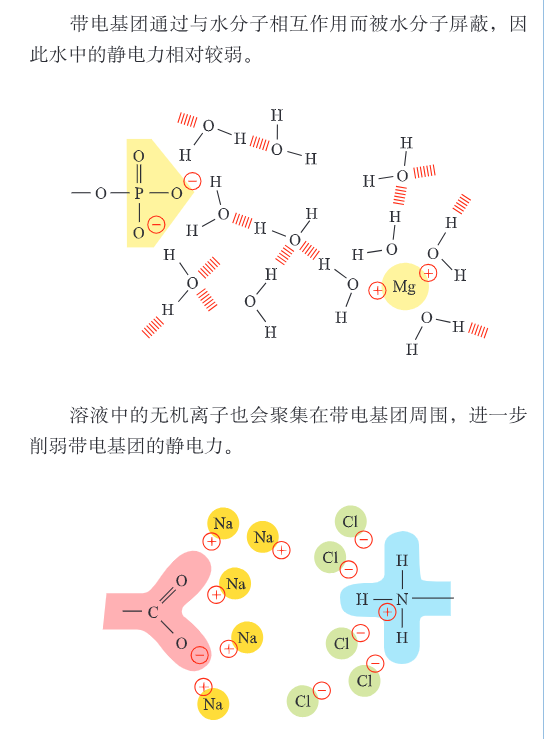 带电基团通过与水分子相互作用而被水分子屏蔽，因
此水中的静电力相对较弱。
H
O H H
H O H
O H
H O
O P O H
O H O H
H O H H
H O H O
H H O Mg H
O H
H O H
H H
溶液中的无机离子也会聚集在带电基团周围，进一步
削弱带电基团的静电力。
Na Cl
Na
Cl H
O Na
C H N
O Na Cl H
Cl
Na Cl